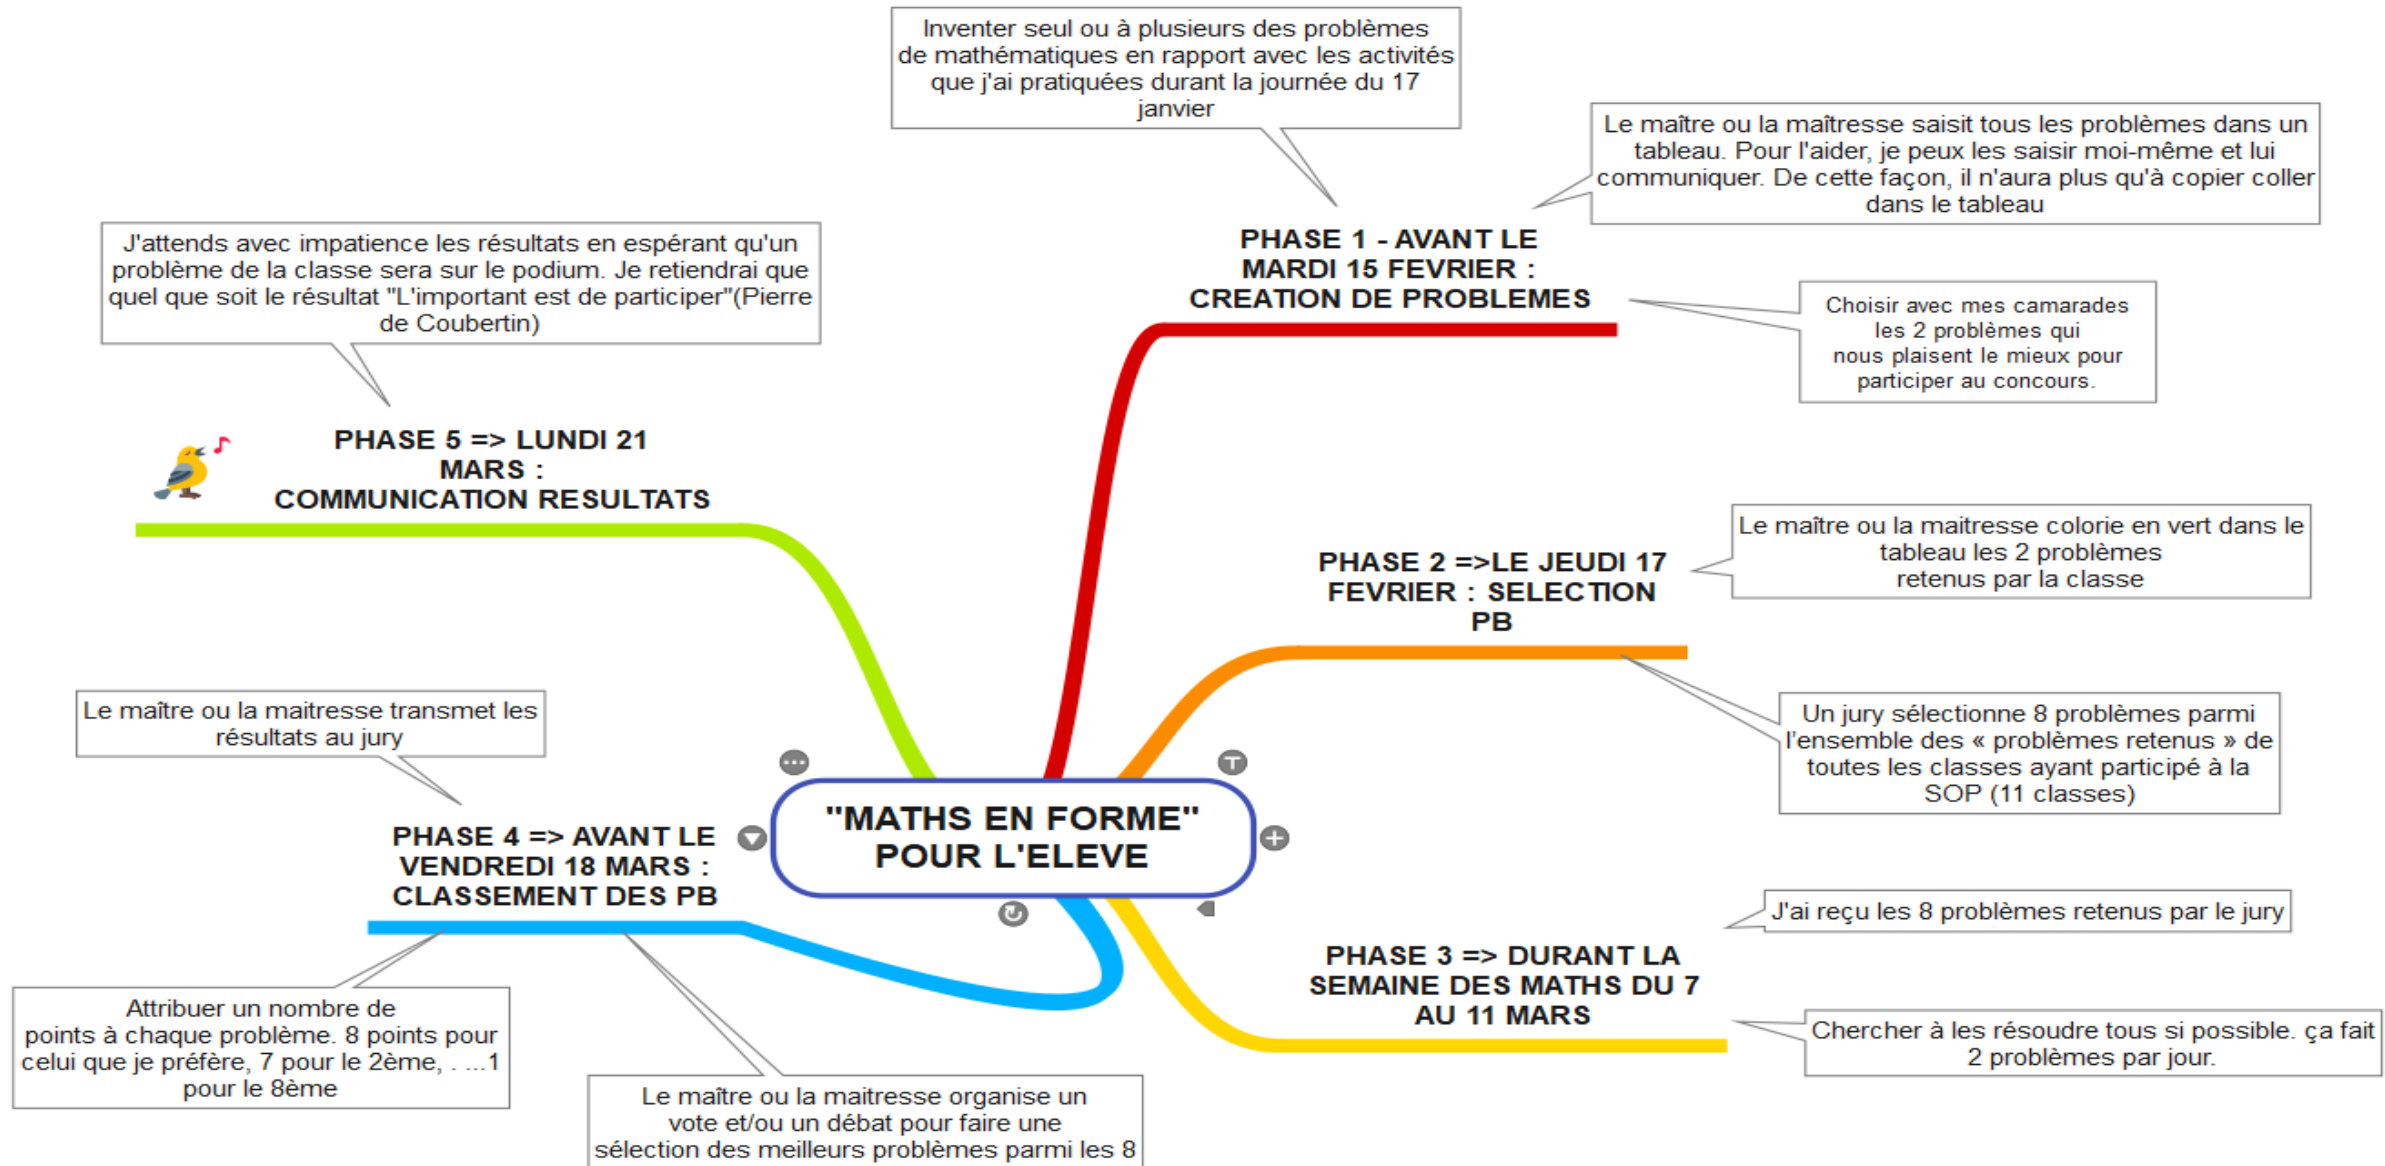 "MATHS EN FORME"
POUR L'ELEVE
Inventer seul ou à plusieurs des problèmes
de mathématiques en rapport avec les activités
que j'ai pratiquées durant la journée du 17
janvier
Le maître ou la maîtresse saisit tous les problèmes dans un
tableau. Pour l'aider, je peux les saisir moi-même et lui
communiquer. De cette façon, il n'aura plus qu'à copier coller
dans le tableau
PHASE 1 - AVANT LE
MARDI 15 FEVRIER :
CREATION DE PROBLEMES
Choisir avec mes camarades
les 2 problèmes qui
nous plaisent le mieux pour
participer au concours.
PHASE 2 =>LE JEUDI 17
FEVRIER : SELECTION
PB
Le maître ou la maitresse colorie en vert dans le
tableau les 2 problèmes
retenus par la classe
Un jury sélectionne 8 problèmes parmi
l’ensemble des « problèmes retenus » de
toutes les classes ayant participé à la
SOP (11 classes)
J'ai reçu les 8 problèmes retenus par le jury
PHASE 3 => DURANT LA
SEMAINE DES MATHS DU 7
AU 11 MARS
Chercher à les résoudre tous si possible. ça fait
2 problèmes par jour.
Le maître ou la maitresse transmet les
résultats au jury
PHASE 4 => AVANT LE
VENDREDI 18 MARS :
CLASSEMENT DES PB
Attribuer un nombre de
points à chaque problème. 8 points pour
celui que je préfère, 7 pour le 2ème, . ...1
pour le 8ème
Le maître ou la maitresse organise un
vote et/ou un débat pour faire une
sélection des meilleurs problèmes parmi les 8
J'attends avec impatience les résultats en espérant qu'un
problème de la classe sera sur le podium. Je retiendrai que
quel que soit le résultat "L'important est de participer"(Pierre
de Coubertin)
PHASE 5 => LUNDI 21
MARS :
COMMUNICATION RESULTATS